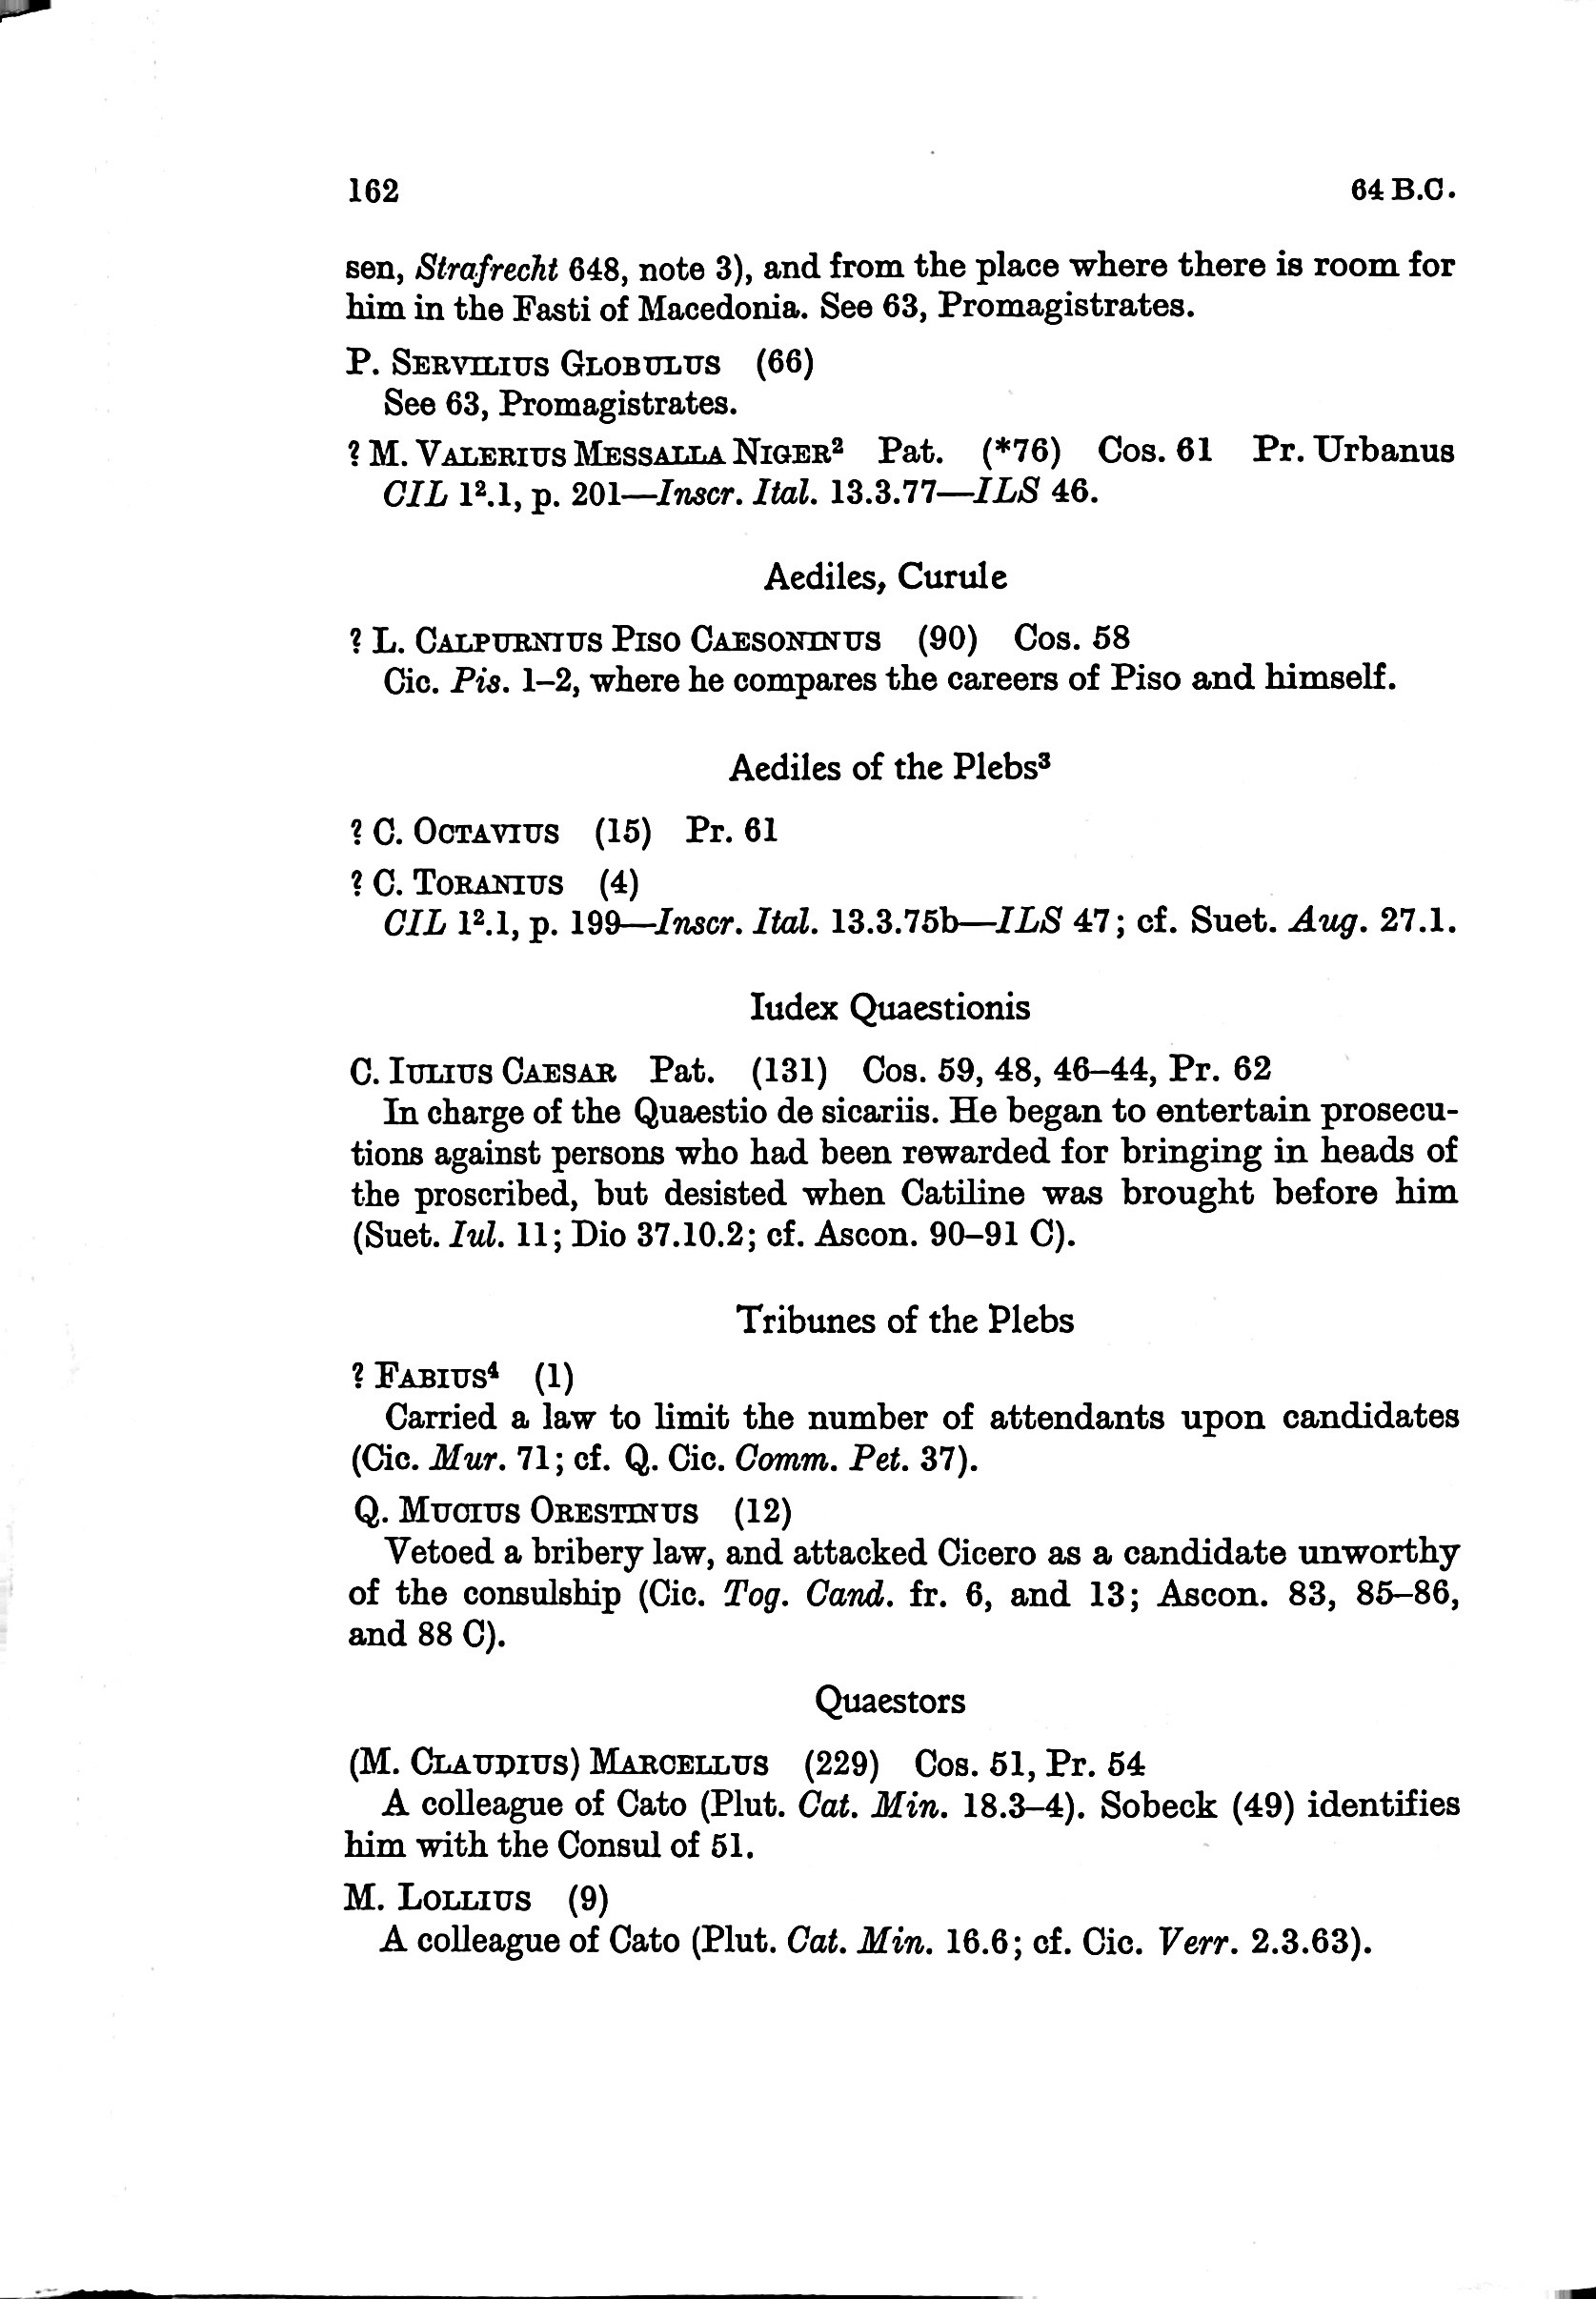 162 64 B.C.
sen, Strafrecht 648, note 3), and from the place where there is room for
him in the Fasti of Macedonia. See 63, Promagistrates.
P. SERVILIUS GLOBULUS (66)
See 63, Promagistrates.
? M. VALERIUS MESSALLA NIGER² Pat. (*76) Cos. 61 Pr. Urbanus
CIL 1².1, p. 201—Inscr. Ital. 13.3.77—ILS 46.
Aediles, Curule
? L. CALPURNIUS PISO CAESONINUS (90) Cos. 58
Cic. Pis. 1–2, where he compares the careers of Piso and himself.
Aediles of the Plebs³
? C. OCTAVIUS (15) Pr. 61
? C. TORANIUS (4)
CIL 1².1, p. 199—Inscr. Ital. 13.3.75b—ILS 47; cf. Suet. Aug. 27.1.
Iudex Quaestionis
C. IULIUS CAESAR Pat. (131) Cos. 59, 48, 46–44, Pr. 62
In charge of the Quaestio de sicariis. He began to entertain prosecu-
tions against persons who had been rewarded for bringing in heads of
the proscribed, but desisted when Catiline was brought before him
(Suet. Iul. 11; Dio 37.10.2; cf. Ascon. 90–91 C).
Tribunes of the Plebs
? FABIUS⁴ (1)
Carried a law to limit the number of attendants upon candidates
(Cic. Mur. 71; cf. Q. Cic. Comm. Pet. 37).
Q. MUCIUS ORESTINUS (12)
Vetoed a bribery law, and attacked Cicero as a candidate unworthy
of the consulship (Cic. Tog. Cand. fr. 6, and 13; Ascon. 83, 85–86,
and 88 C).
Quaestors
(M. CLAUDIUS) MARCELLUS (229) Cos. 51, Pr. 54
A colleague of Cato (Plut. Cat. Min. 18.3–4). Sobeck (49) identifies
him with the Consul of 51.
M. LOLLIUS (9)
A colleague of Cato (Plut. Cat. Min. 16.6; cf. Cic. Verr. 2.3.63).